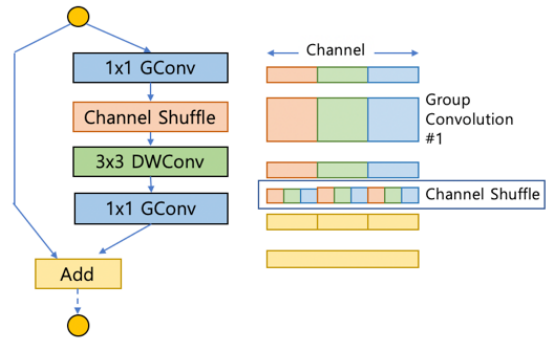 1x1 GConv
Channel Shuffle
3x3 DWConv
1x1 GConv
Add
Channel
Group
Convolution
#1
Channel Shuffle